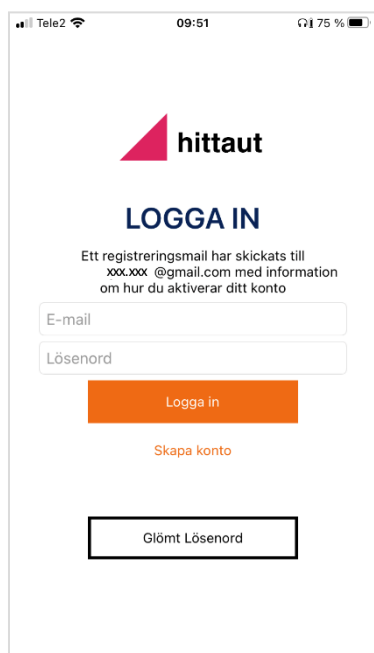 Tele2 09:51 75 %
hittaut
LOGGA IN
Ett registreringsmail har skickats till
xxx.xxx @gmail.com med information
om hur du aktiverar ditt konto
E-mail
Lösenord
Logga in
Skapa konto
Glömt Lösenord